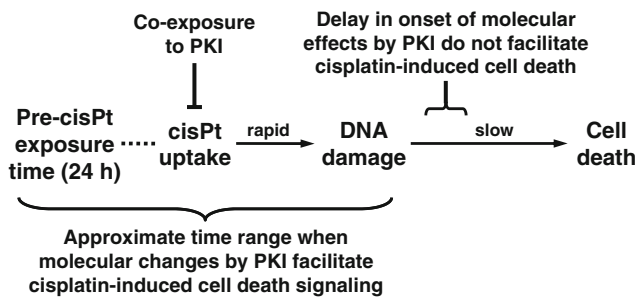 Co-exposure
to PKI
Delay in onset of molecular
effects by PKI do not facilitate
cisplatin-induced cell death
Pre-cisPt
exposure
time (24 h)
cisPt
uptake
rapid
DNA
damage
slow
Cell
death
Approximate time range when
molecular changes by PKI facilitate
cisplatin-induced cell death signaling